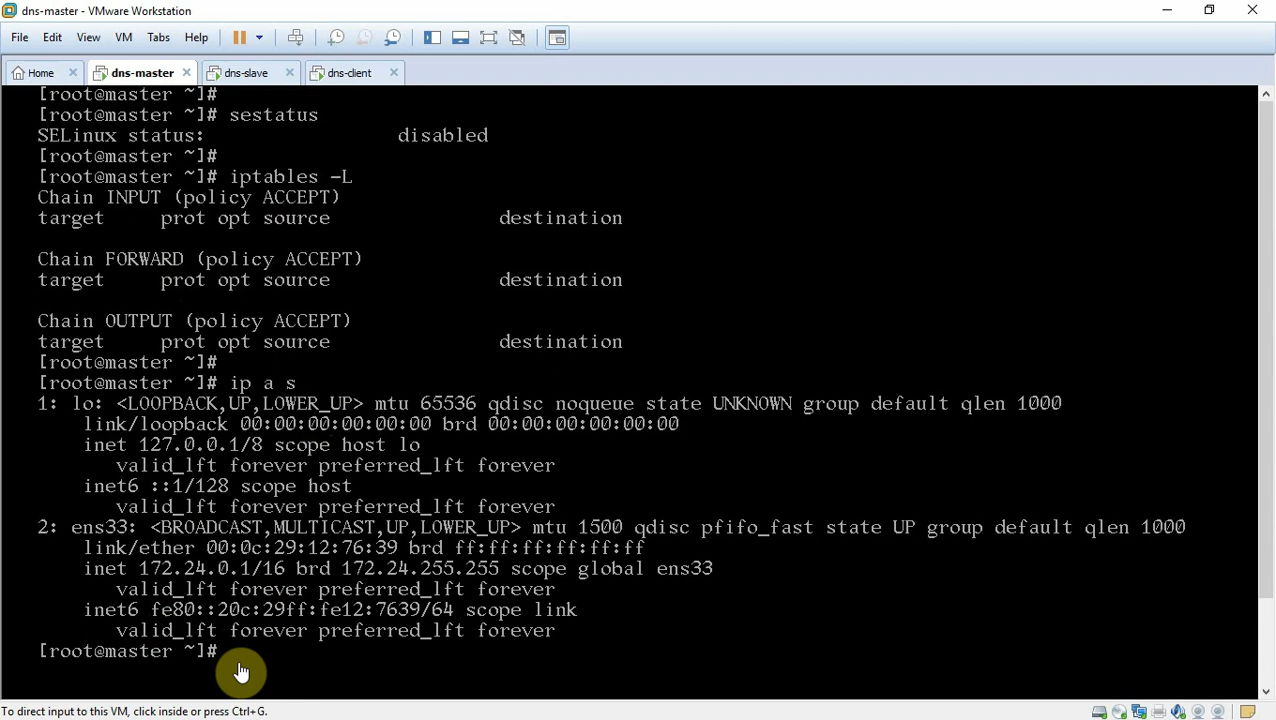 dns-master - VMware Workstation
File Edit View VM Tabs Help
Home dns-master dns-slave dns-client
[root@master ~]#
[root@master ~]# sestatus
SELinux status: disabled
[root@master ~]#
[root@master ~]# iptables -L
Chain INPUT (policy ACCEPT)
target prot opt source destination
Chain FORWARD (policy ACCEPT)
target prot opt source destination
Chain OUTPUT (policy ACCEPT)
target prot opt source destination
[root@master ~]#
[root@master ~]# ip a s
1: lo: <LOOPBACK,UP,LOWER_UP> mtu 65536 qdisc noqueue state UNKNOWN group default qlen 1000
link/loopback 00:00:00:00:00:00 brd 00:00:00:00:00:00
inet 127.0.0.1/8 scope host lo
valid_lft forever preferred_lft forever
inet6 ::1/128 scope host
valid_lft forever preferred_lft forever
2: ens33: <BROADCAST,MULTICAST,UP,LOWER_UP> mtu 1500 qdisc pfifo_fast state UP group default qlen 1000
link/ether 00:0c:29:12:76:39 brd ff:ff:ff:ff:ff:ff
inet 172.24.0.1/16 brd 172.24.255.255 scope global ens33
valid_lft forever preferred_lft forever
inet6 fe80::20c:29ff:fe12:7639/64 scope link
valid_lft forever preferred_lft forever
[root@master ~]#
To direct input to this VM, click inside or press Ctrl+G.